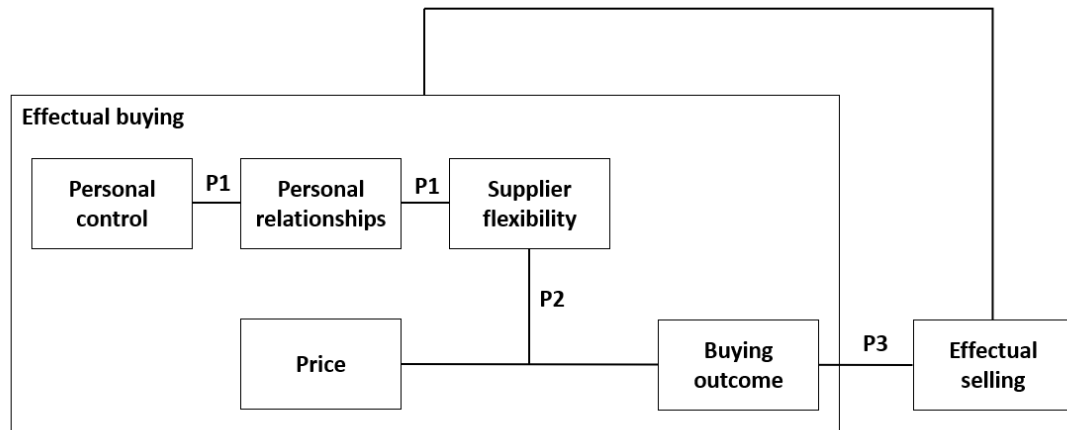 Effectual buying
Personal
control
P1
Personal
relationships
P1
Supplier
flexibility
P2
Price
Buying
outcome
P3
Effectual
selling